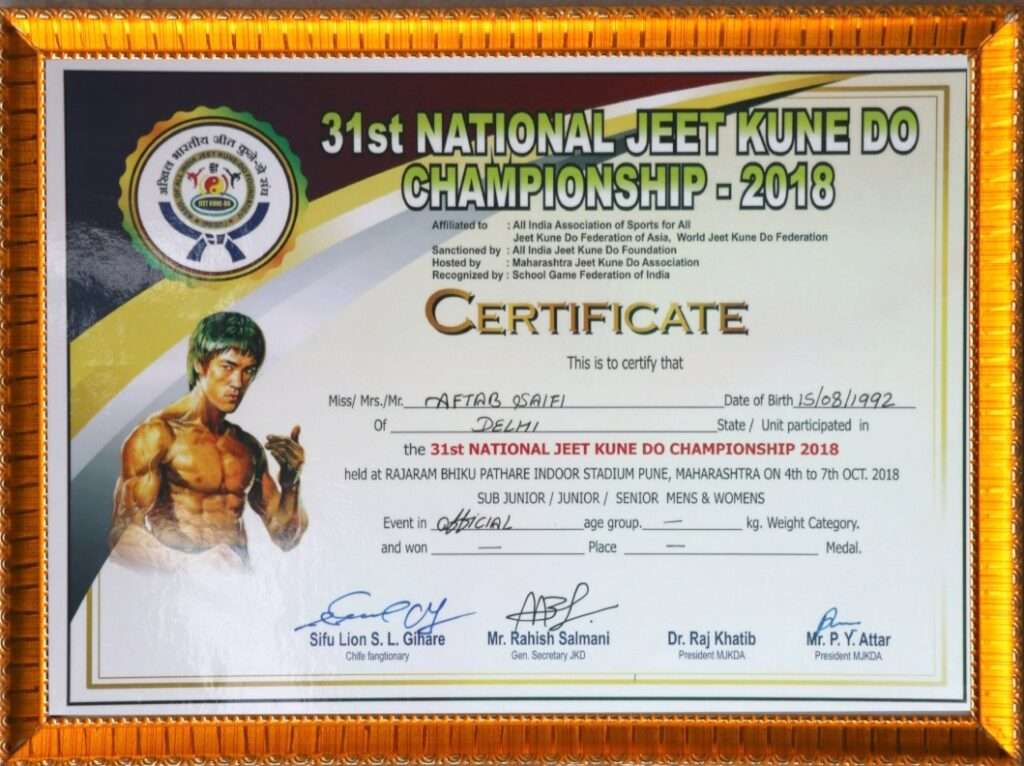 अखिल भारतीय जीत कुने-डो संघ
JEET KUNE-DO
31st NATIONAL JEET KUNE DO
CHAMPIONSHIP - 2018
Affiliated to : All India Association of Sports for All
Jeet Kune Do Federation of Asia, World Jeet Kune Do Federation
Sanctioned by : All India Jeet Kune Do Foundation
Hosted by : Maharashtra Jeet Kune Do Association
Recognized by : School Game Federation of India
CERTIFICATE
This is to certify that
Miss/ Mrs./Mr. AFTAB SAIFI Date of Birth 15/08/1992
Of DELHI State / Unit participated in
the 31st NATIONAL JEET KUNE DO CHAMPIONSHIP 2018
held at RAJARAM BHIKU PATHARE INDOOR STADIUM PUNE, MAHARASHTRA ON 4th to 7th OCT. 2018
SUB JUNIOR / JUNIOR / SENIOR MENS & WOMENS
Event in OFFICIAL age group. — kg. Weight Category.
and won — Place — Medal.
Sifu Lion S. L. Gihare Mr. Rahish Salmani Dr. Raj Khatib Mr. P. Y. Attar
Chife fangtionary Gen. Secretary JKD President MJKDA President MJKDA